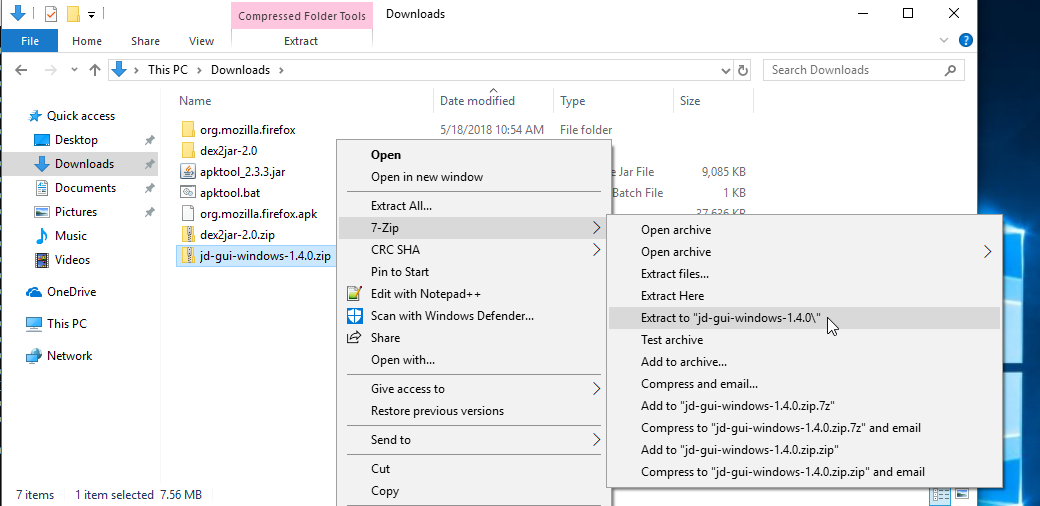 Compressed Folder Tools
Downloads
File
Home
Share
View
Extract
This PC
Downloads
Search Downloads
Name
Date modified
Type
Size
Quick access
Desktop
Downloads
Documents
Pictures
Music
Videos
OneDrive
This PC
Network
org.mozilla.firefox
5/18/2018 10:54 AM
File folder
dex2jar-2.0
apktool_2.3.3.jar
e Jar File
9,085 KB
apktool.bat
Batch File
1 KB
org.mozilla.firefox.apk
37,636 KB
dex2jar-2.0.zip
jd-gui-windows-1.4.0.zip
Open
Open in new window
Extract All...
7-Zip
CRC SHA
Pin to Start
Edit with Notepad++
Scan with Windows Defender...
Share
Open with...
Give access to
Restore previous versions
Send to
Cut
Copy
Open archive
Open archive
Extract files...
Extract Here
Extract to "jd-gui-windows-1.4.0\"
Test archive
Add to archive...
Compress and email...
Add to "jd-gui-windows-1.4.0.zip.7z"
Compress to "jd-gui-windows-1.4.0.zip.7z" and email
Add to "jd-gui-windows-1.4.0.zip.zip"
Compress to "jd-gui-windows-1.4.0.zip.zip" and email
7 items
1 item selected 7.56 MB